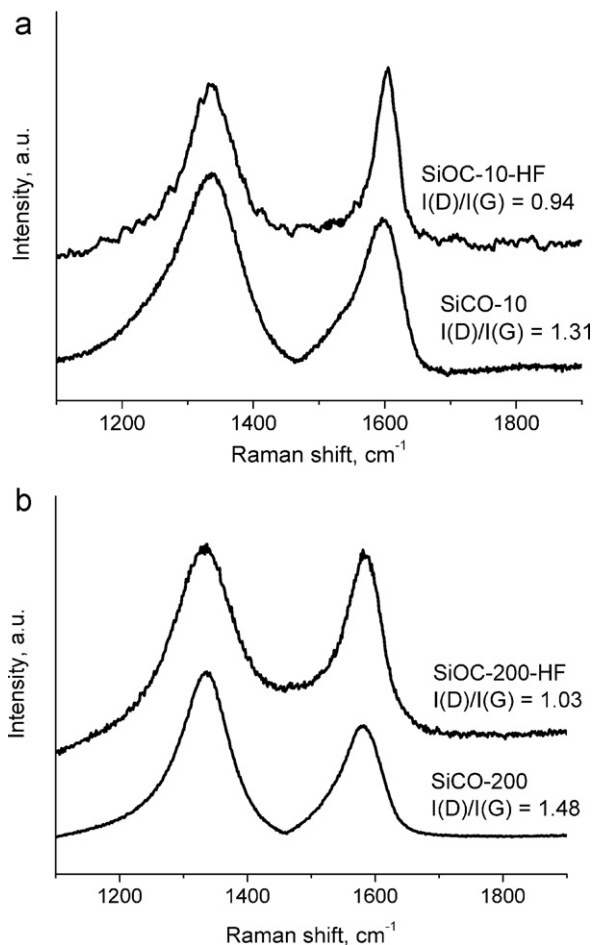 a
Intensity, a.u.
SiOC-10-HF
I(D)/I(G) = 0.94
SiCO-10
I(D)/I(G) = 1.31
1200 1400 1600 1800
Raman shift, cm⁻¹
b
Intensity, a.u.
SiOC-200-HF
I(D)/I(G) = 1.03
SiCO-200
I(D)/I(G) = 1.48
1200 1400 1600 1800
Raman shift, cm⁻¹